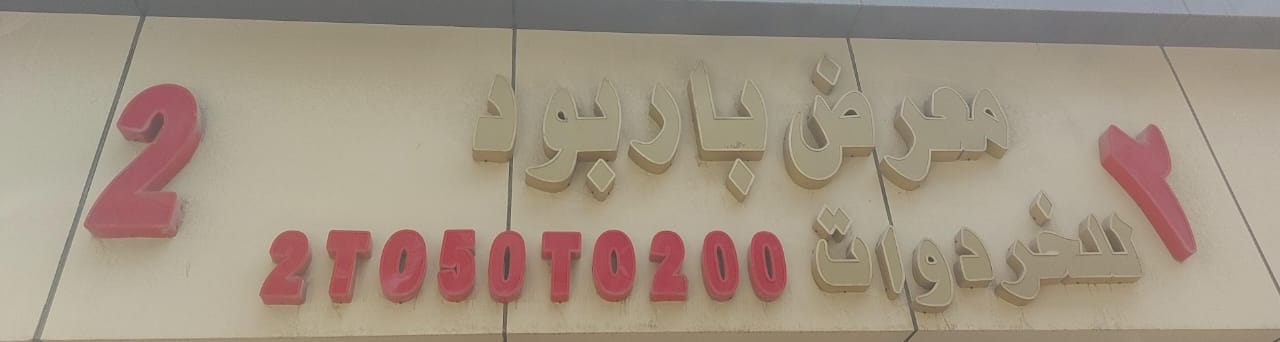 معرض باربود
للخردوات
2TO50TO200
٢
2